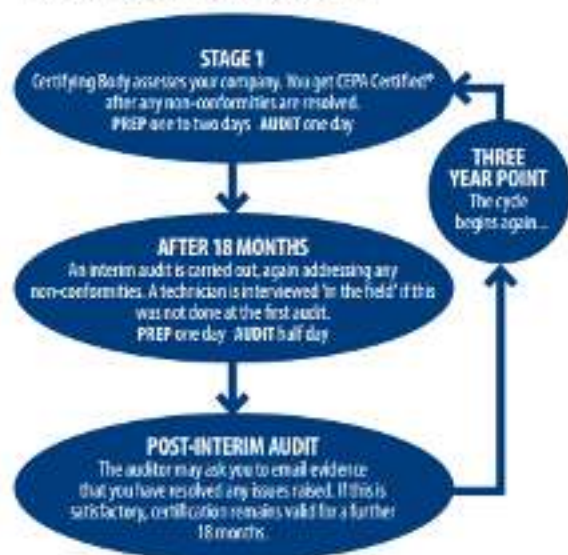 STAGE 1
Certifying Body assesses your company. You get CEPA Certified®
after any non-conformities are resolved.
PREP one to two days AUDIT one day
THREE
YEAR POINT
The cycle
begins again...
AFTER 18 MONTHS
An interim audit is carried out, again addressing any
non-conformities. A technician is interviewed 'in the field' if this
was not done at the first audit.
PREP one day AUDIT half day
POST-INTERIM AUDIT
The auditor may ask you to email evidence
that you have resolved any issues raised. If this is
satisfactory, certification remains valid for a further
18 months.